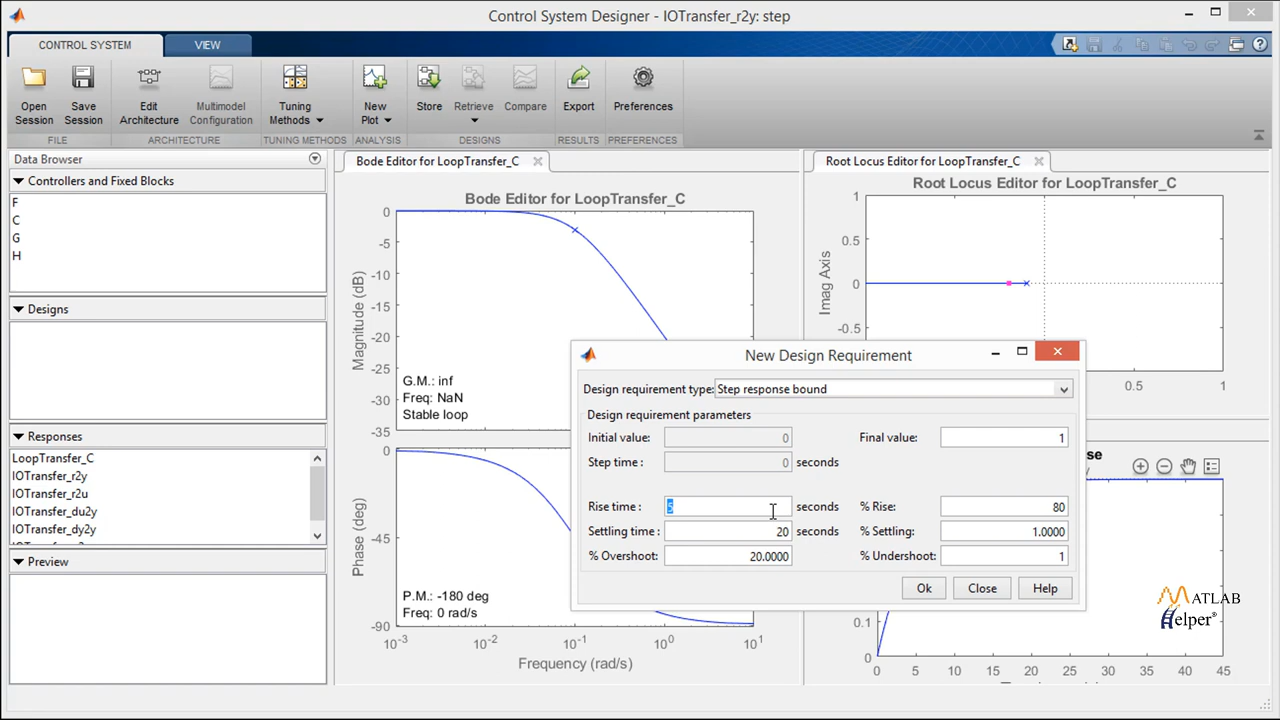 Control System Designer - IOTransfer_r2y: step
CONTROL SYSTEM
VIEW
Open Session
Save Session
Edit Architecture
Multimodel Configuration
Tuning Methods
New Plot
Store
Retrieve
Compare
Export
Preferences
FILE
ARCHITECTURE
TUNING METHODS
ANALYSIS
DESIGNS
RESULTS
PREFERENCES
Data Browser
Controllers and Fixed Blocks
F
C
G
H
Designs
Responses
LoopTransfer_C
IOTransfer_r2y
IOTransfer_r2u
IOTransfer_du2y
IOTransfer_dy2y
Preview
Bode Editor for LoopTransfer_C
Bode Editor for LoopTransfer_C
Magnitude (dB)
0
-5
-10
-15
-20
-25
-30
-35
G.M.: inf
Freq: NaN
Stable loop
Phase (deg)
0
-45
-90
P.M.: -180 deg
Freq: 0 rad/s
10-3
10-2
10-1
100
101
Frequency (rad/s)
Root Locus Editor for LoopTransfer_C
Root Locus Editor for LoopTransfer_C
Imag Axis
1
0.5
0
-0.5
0.5
1
New Design Requirement
Design requirement type: Step response bound
Design requirement parameters
Initial value: 0
Final value: 1
Step time : 0 seconds
Rise time : 5 seconds
% Rise: 80
Settling time : 20 seconds
% Settling: 1.0000
% Overshoot: 20.0000
% Undershoot: 1
Ok
Close
Help
0.1
0
0 5 10 15 20 25 30 35 40 45
MATLAB
Helper®